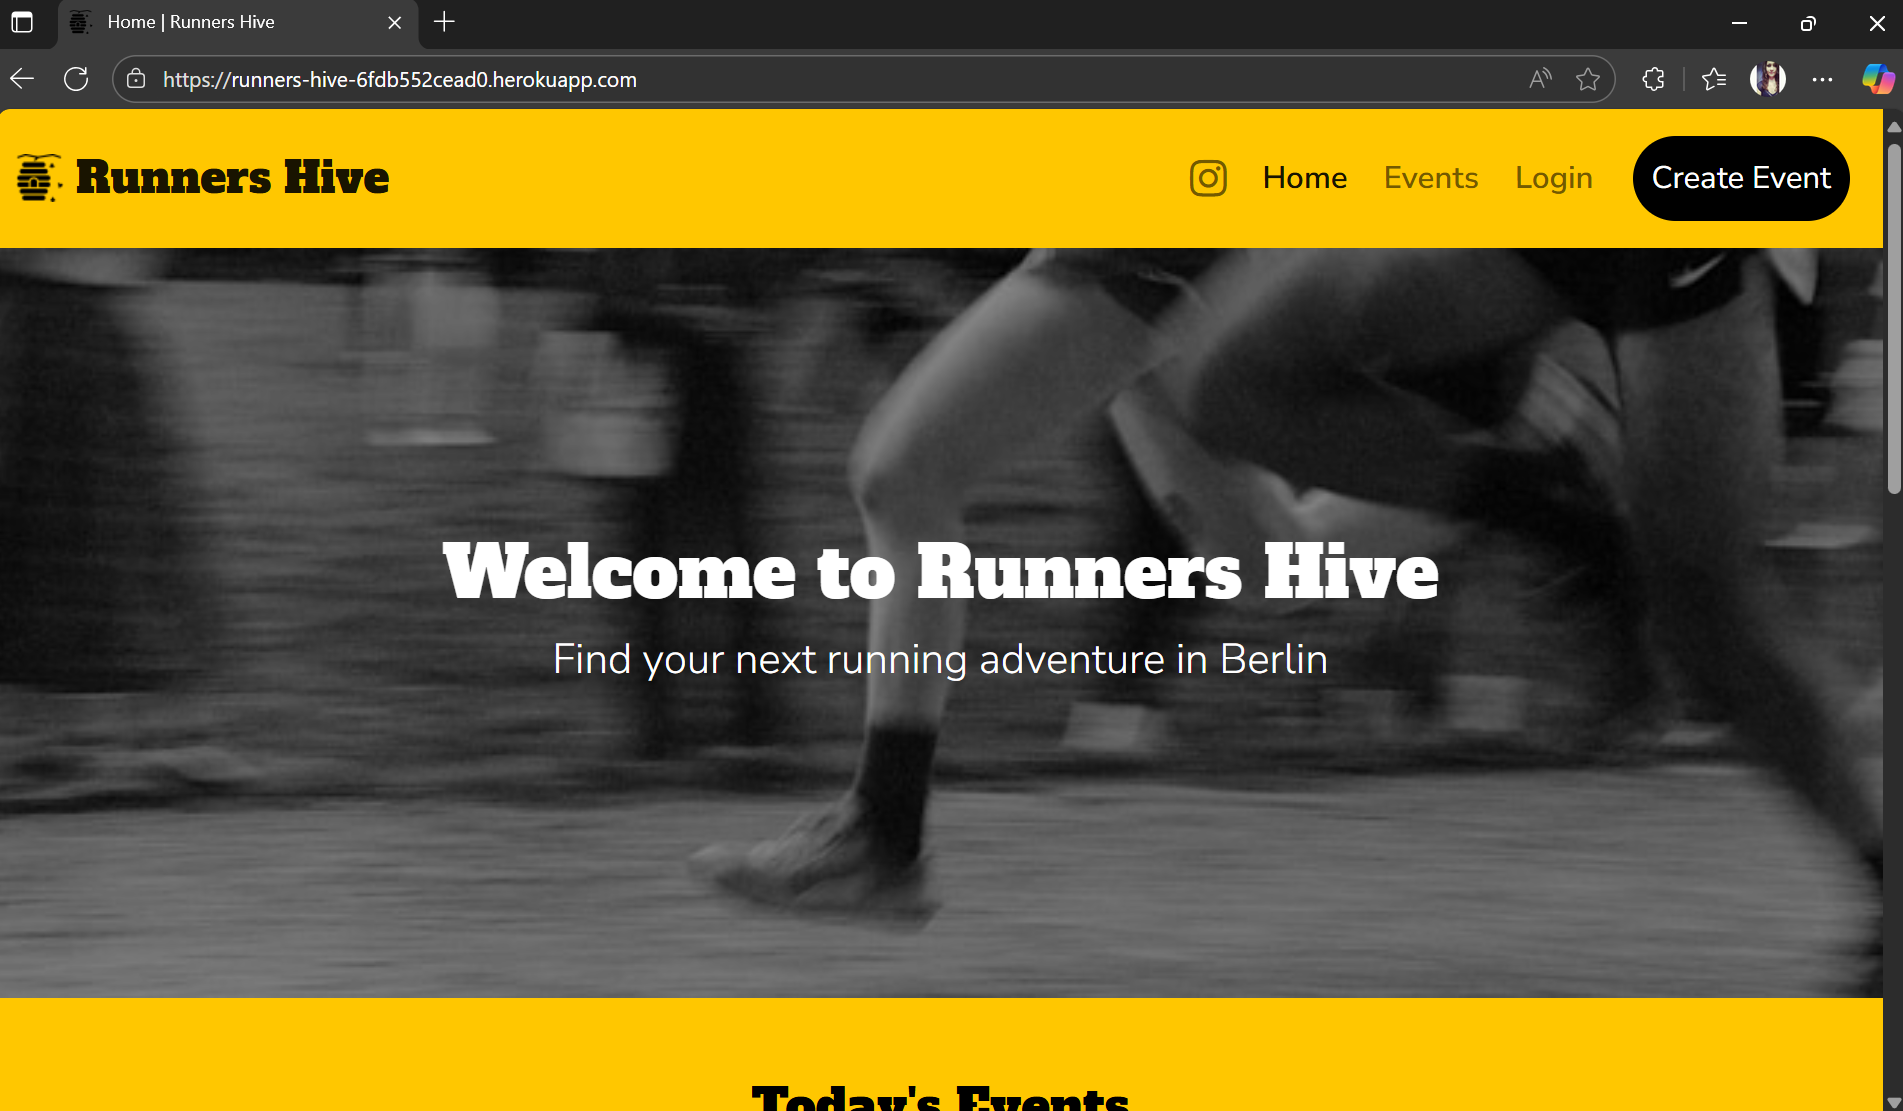 Home | Runners Hive
https://runners-hive-6fdb552cead0.herokuapp.com
Runners Hive
Home
Events
Login
Create Event
Welcome to Runners Hive
Find your next running adventure in Berlin
Today's Events